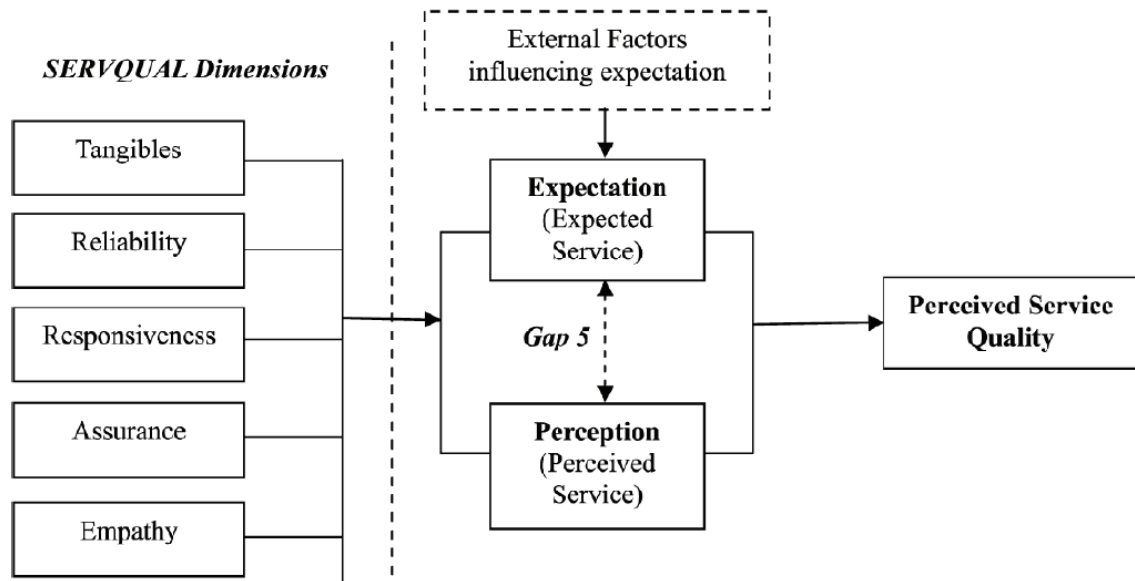 SERVQUAL Dimensions
Tangibles
Reliability
Responsiveness
Assurance
Empathy
External Factors
influencing expectation
Expectation
(Expected
Service)
Gap 5
Perception
(Perceived
Service)
Perceived Service
Quality